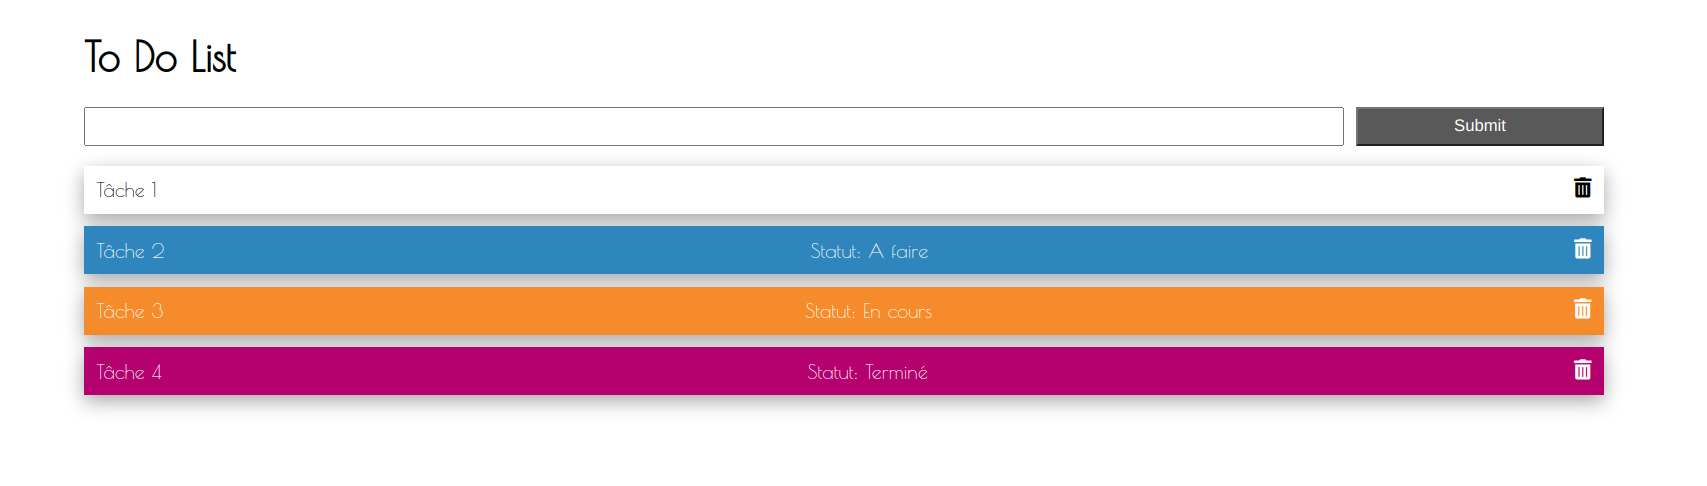 To Do List
Submit
Tâche 1
Tâche 2 Statut: A faire
Tâche 3 Statut: En cours
Tâche 4 Statut: Terminé